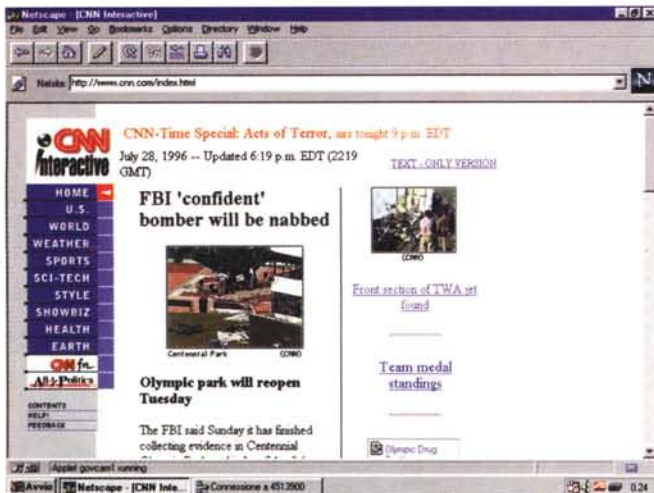 Netscape - [CNN Interactive]
File Edit View Go Bookmarks Options Directory Window Help
Netsite: http://www.cnn.com/index.html
CNN
Interactive
CNN-Time Special: Acts of Terror, airs tonight 9 p.m. EDT
July 28, 1996 -- Updated 6:19 p.m. EDT (2219
GMT)
TEXT - ONLY VERSION
HOME
U.S.
WORLD
WEATHER
SPORTS
SCI-TECH
STYLE
SHOWBIZ
HEALTH
EARTH
CNN fn
AllPolitics
CONTENTS
HELP!
FEEDBACK
FBI 'confident'
bomber will be nabbed
Centennial Park (CNN)
Olympic park will reopen
Tuesday
The FBI said Sunday it has finished
collecting evidence in Centennial
(CNN)
Front section of TWA jet
found
Team medal
standings
Olympic Drug
Applet govcam1 running
Avvio
Netscape - [CNN Inte...
Connessione a 4513900
0.24